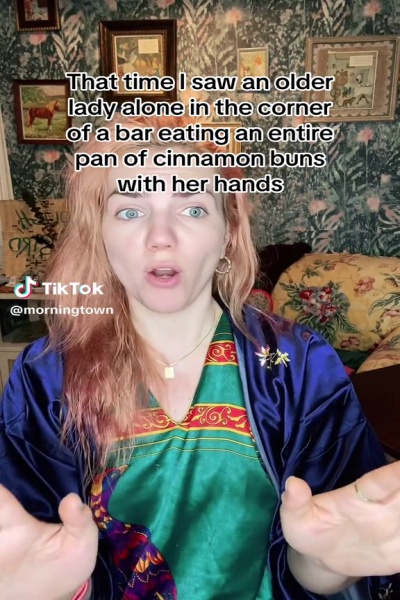 That time I saw an older
lady alone in the corner
of a bar eating an entire
pan of cinnamon buns
with her hands
TikTok
@morningtown